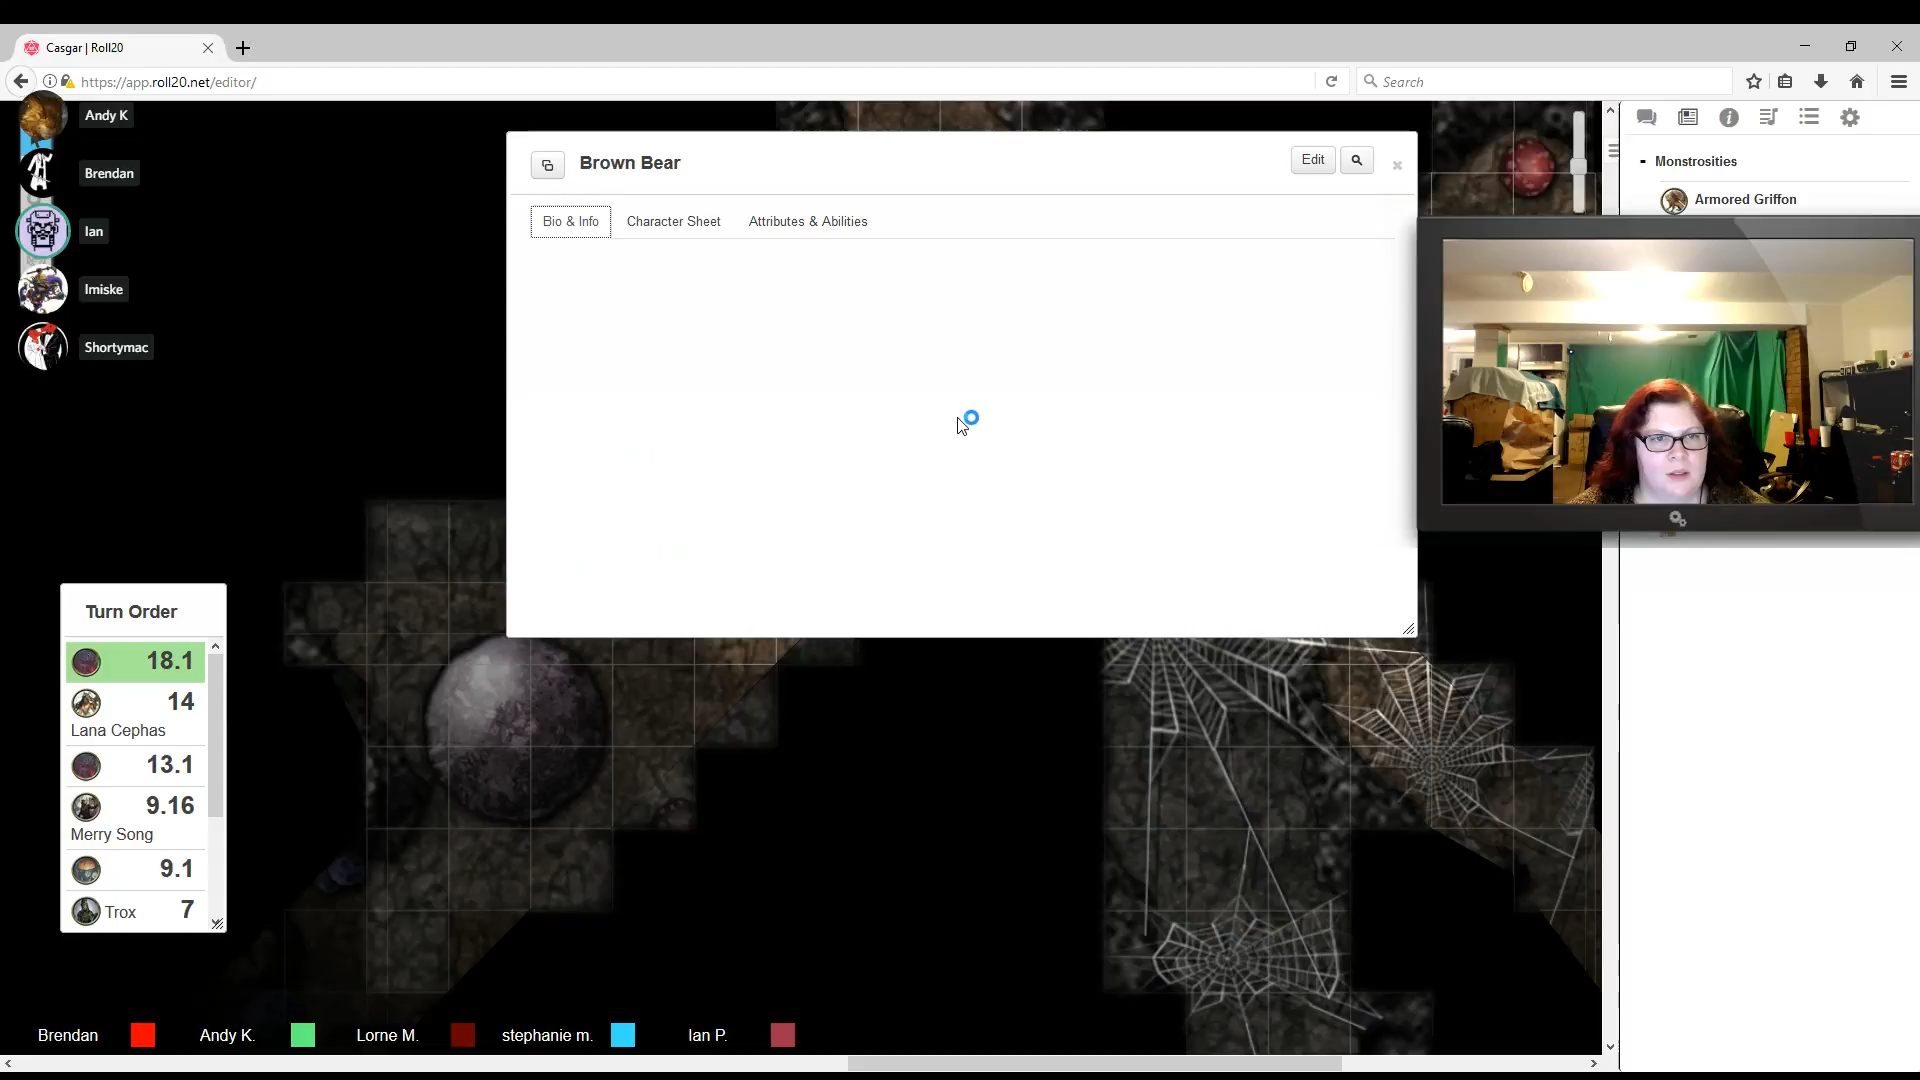 Casgar | Roll20
https://app.roll20.net/editor/
Search
Andy K
Brendan
Ian
Imiske
Shortymac
Brown Bear
Edit
Bio & Info
Character Sheet
Attributes & Abilities
Monstrosities
Armored Griffon
Turn Order
18.1
14
Lana Cephas
13.1
9.16
Merry Song
9.1
Trox 7
Brendan
Andy K.
Lorne M.
stephanie m.
Ian P.